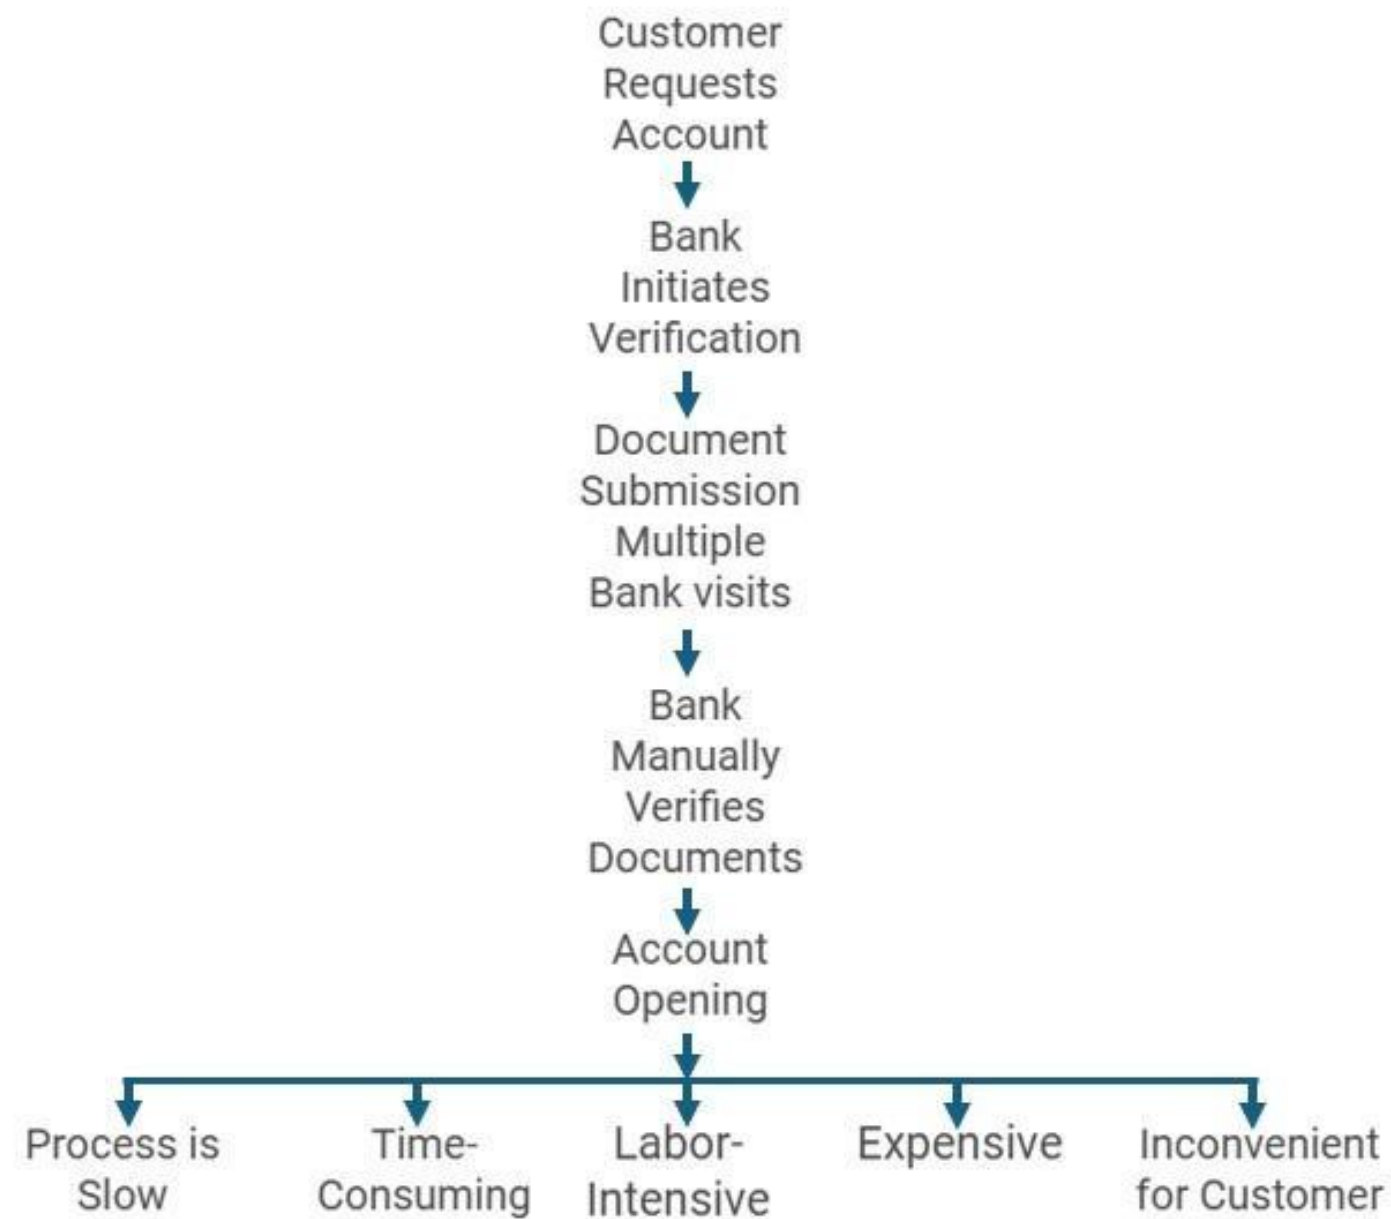 Customer
Requests
Account
Bank
Initiates
Verification
Document
Submission
Multiple
Bank visits
Bank
Manually
Verifies
Documents
Account
Opening
Process is
Slow
Time-
Consuming
Labor-
Intensive
Expensive
Inconvenient
for Customer